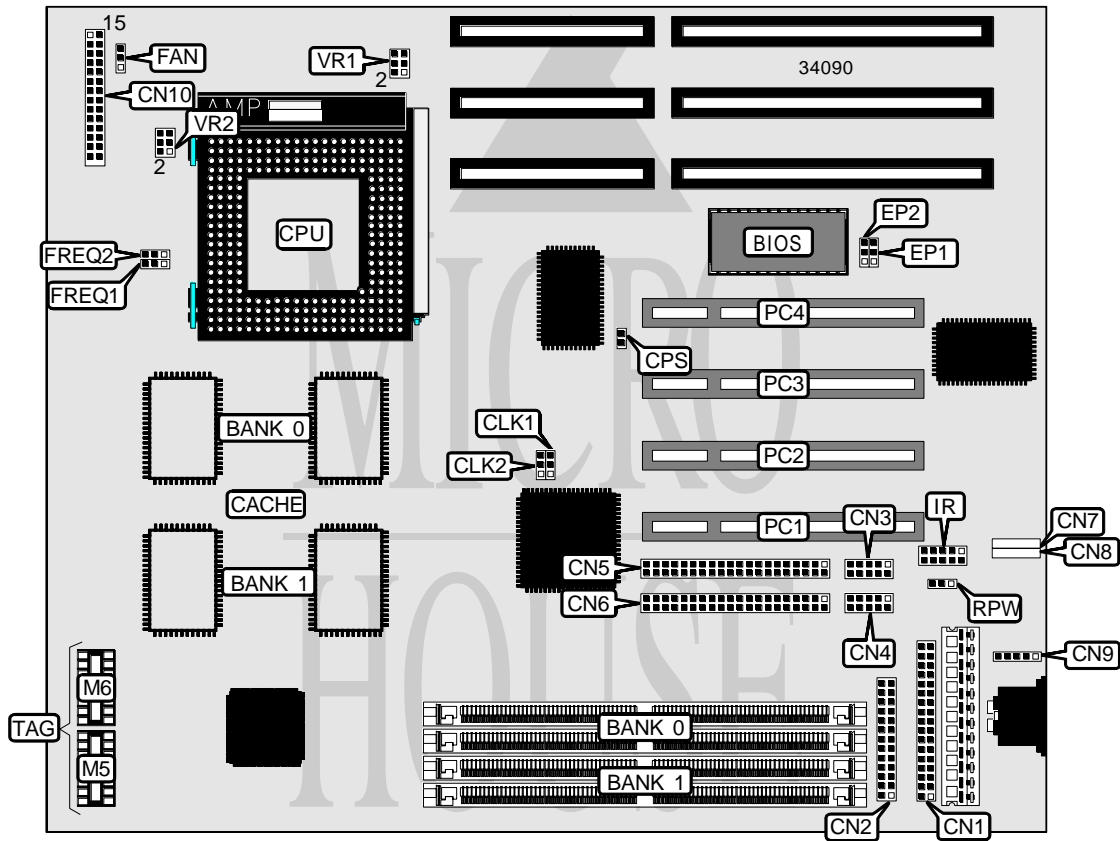 15
FAN
VR1
2
34090
CN10
AMP
VR2
2
EP2
CPU
BIOS
EP1
FREQ2
FREQ1
PC4
CPS
PC3
BANK 0
CLK1
CLK2
PC2
CACHE
PC1
CN3
IR
CN7
CN8
CN5
BANK 1
CN6
RPW
CN4
CN9
M6
TAG
BANK 0
M5
BANK 1
CN2
CN1
MICRO
HOUSE